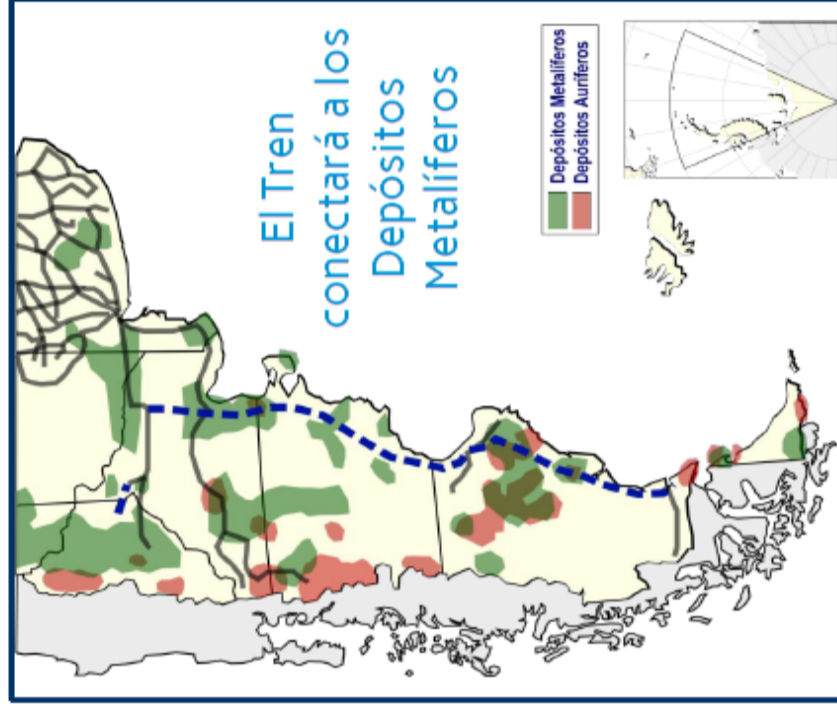 El Tren
conectará a los
Depósitos
Metalíferos
Depósitos Metalíferos
Depósitos Auríferos